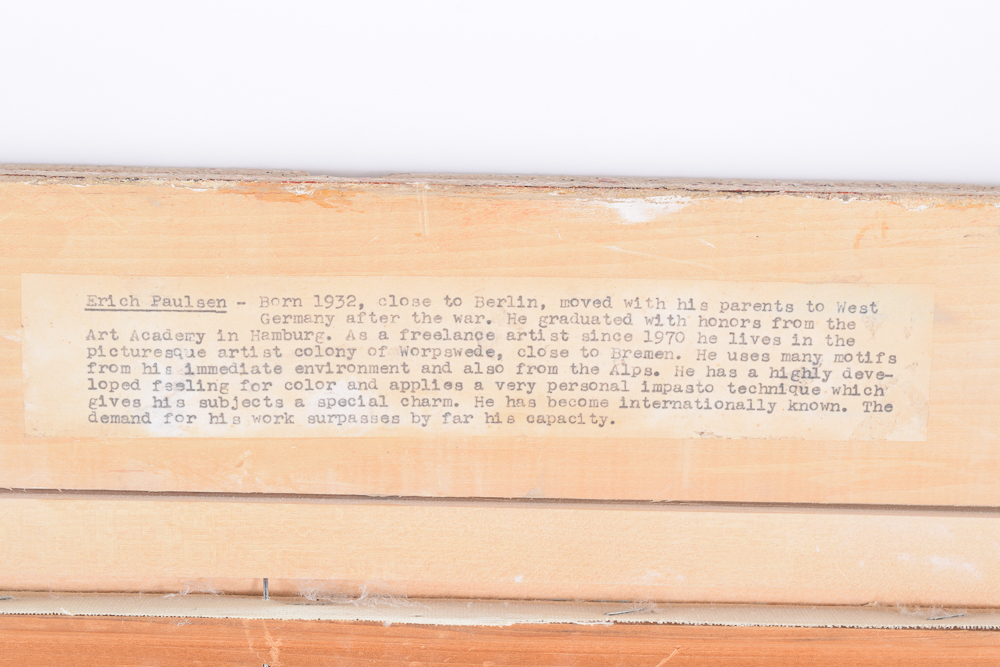 Erich Paulsen - Born 1932, close to Berlin, moved with his parents to West
Germany after the war. He graduated with honors from the
Art Academy in Hamburg. As a freelance artist since 1970 he lives in the
picturesque artist colony of Worpswede, close to Bremen. He uses many motifs
from his immediate environment and also from the Alps. He has a highly deve-
loped feeling for color and applies a very personal impasto technique which
gives his subjects a special charm. He has become internationally known. The
demand for his work surpasses by far his capacity.